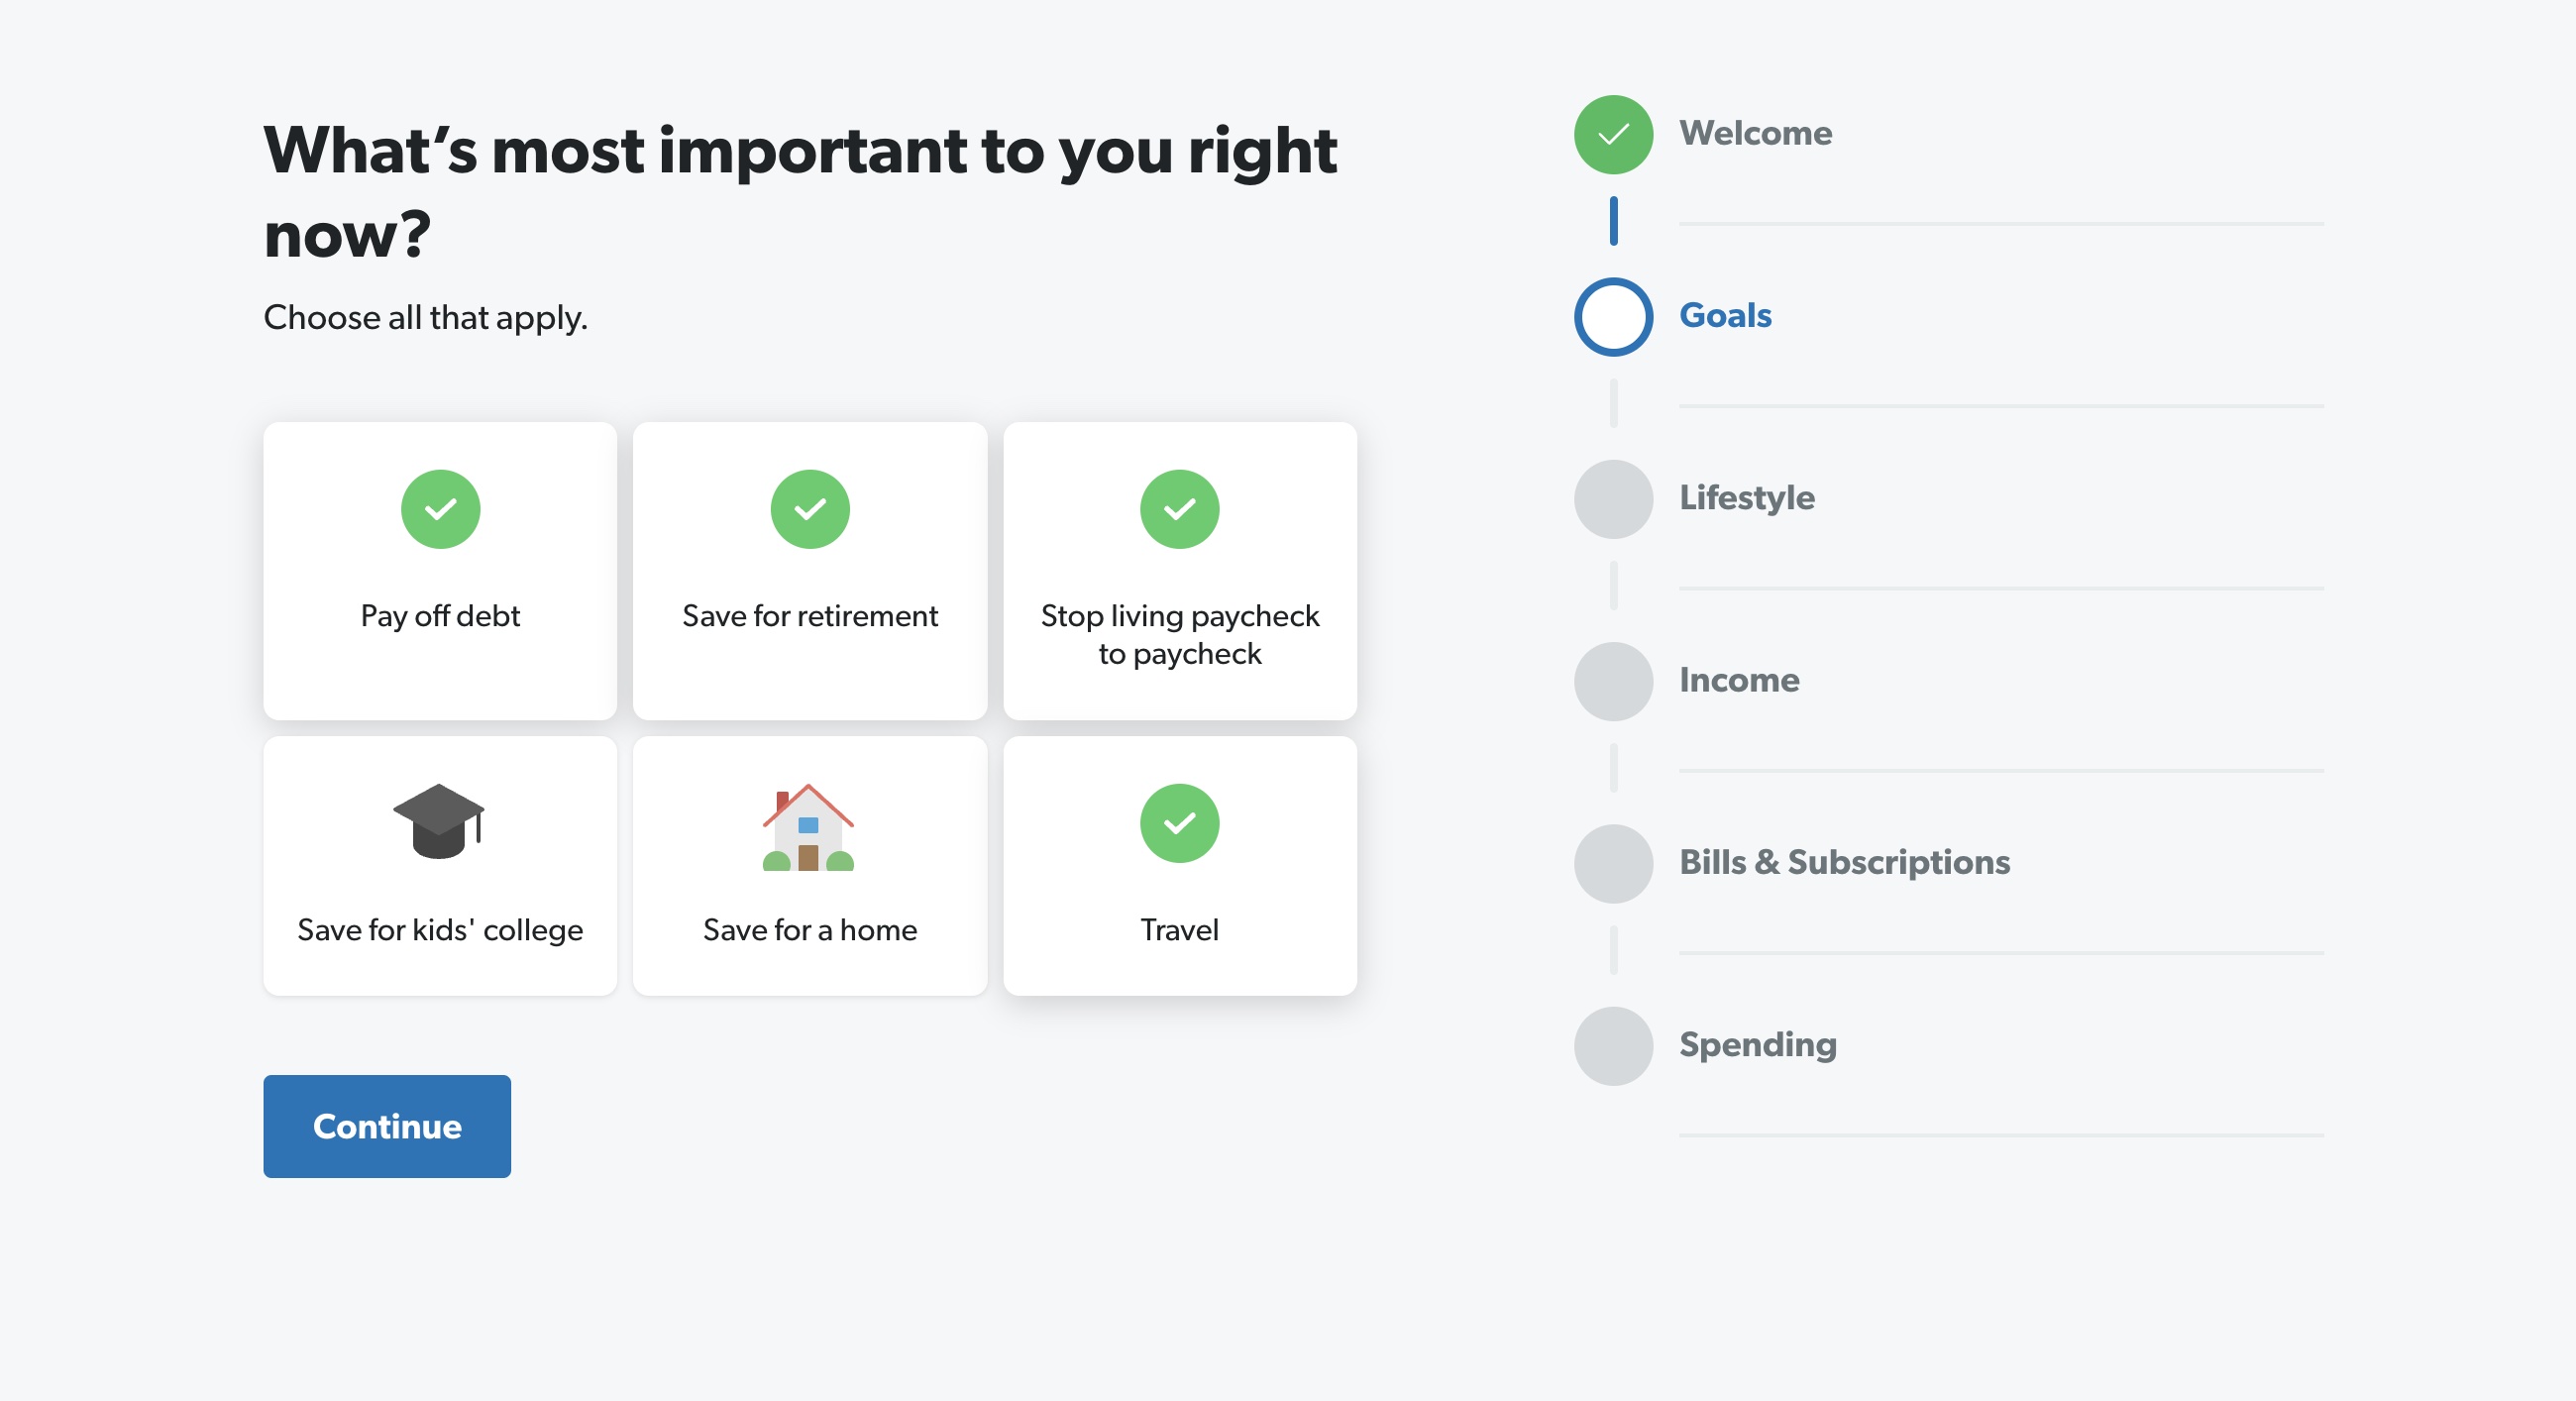 What’s most important to you right
now?
Choose all that apply.
Pay off debt
Save for retirement
Stop living paycheck
to paycheck
Save for kids' college
Save for a home
Travel
Continue
Welcome
Goals
Lifestyle
Income
Bills & Subscriptions
Spending